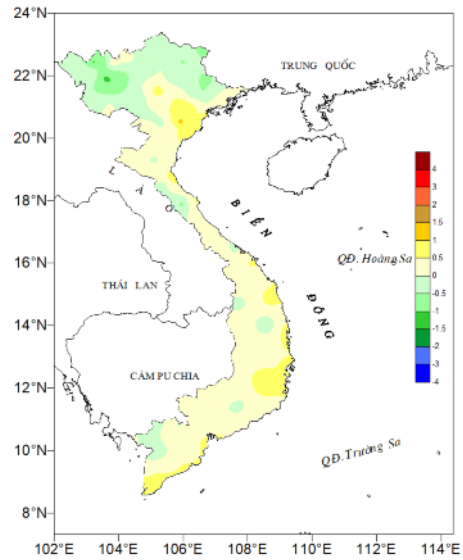 24°N
22°N
20°N
18°N
16°N
14°N
12°N
10°N
8°N
TRUNG QUỐC
LÀO
BIỂN
ĐÔNG
QĐ. Hoàng Sa
THÁI LAN
CĂM PU CHIA
QĐ. Trường Sa
4
3
2
1.5
1
0.5
0
-0.5
-1
-1.5
-2
-3
-4
102°E 104°E 106°E 108°E 110°E 112°E 114°E